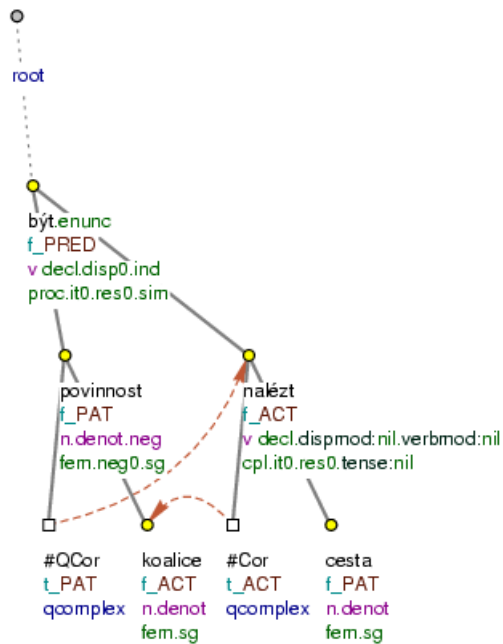 root
být.enunc
f_PRED
v decl.disp0.ind
proc.it0.res0.sim
povinnost
f_PAT
n.denot.neg
fem.neg0.sg
nalézt
f_ACT
v decl.dispmod:nil.verbmod:nil
cpl.it0.res0.tense:nil
#QCor
t_PAT
qcomplex
koalice
f_ACT
n.denot
fem.sg
#Cor
t_ACT
qcomplex
cesta
f_PAT
n.denot
fem.sg